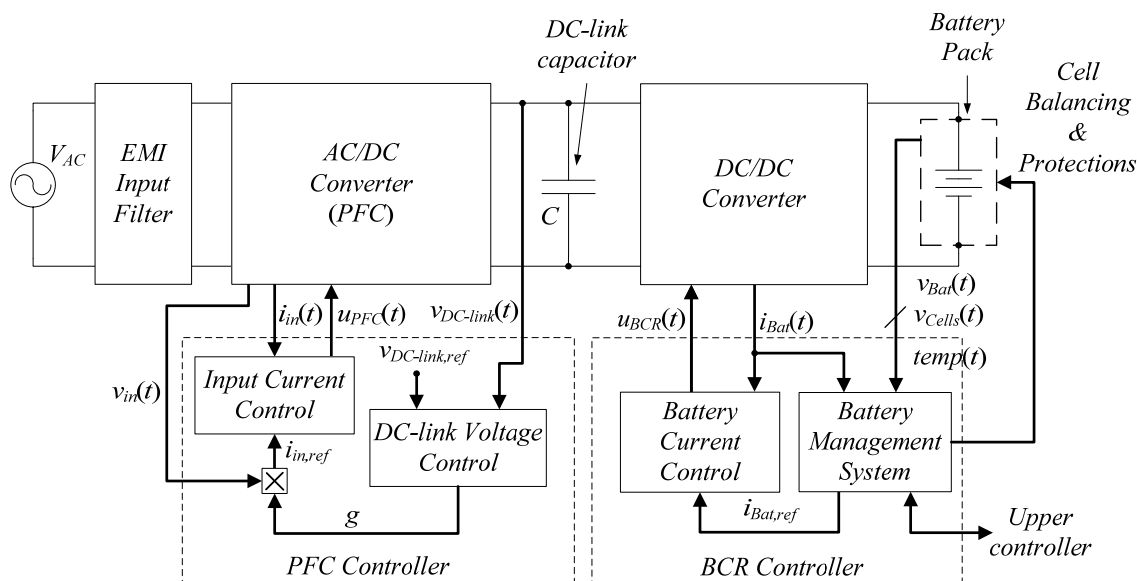 DC-link
capacitor
Battery
Pack
Cell
Balancing
&
Protections
V_AC
EMI
Input
Filter
AC/DC
Converter
(PFC)
C
DC/DC
Converter
i_in(t)
u_PFC(t)
v_DC-link(t)
u_BCR(t)
i_Bat(t)
v_Bat(t)
v_Cells(t)
temp(t)
v_in(t)
v_DC-link,ref
Input Current
Control
DC-link Voltage
Control
Battery
Current
Control
Battery
Management
System
i_in,ref
g
i_Bat,ref
Upper
controller
PFC Controller
BCR Controller